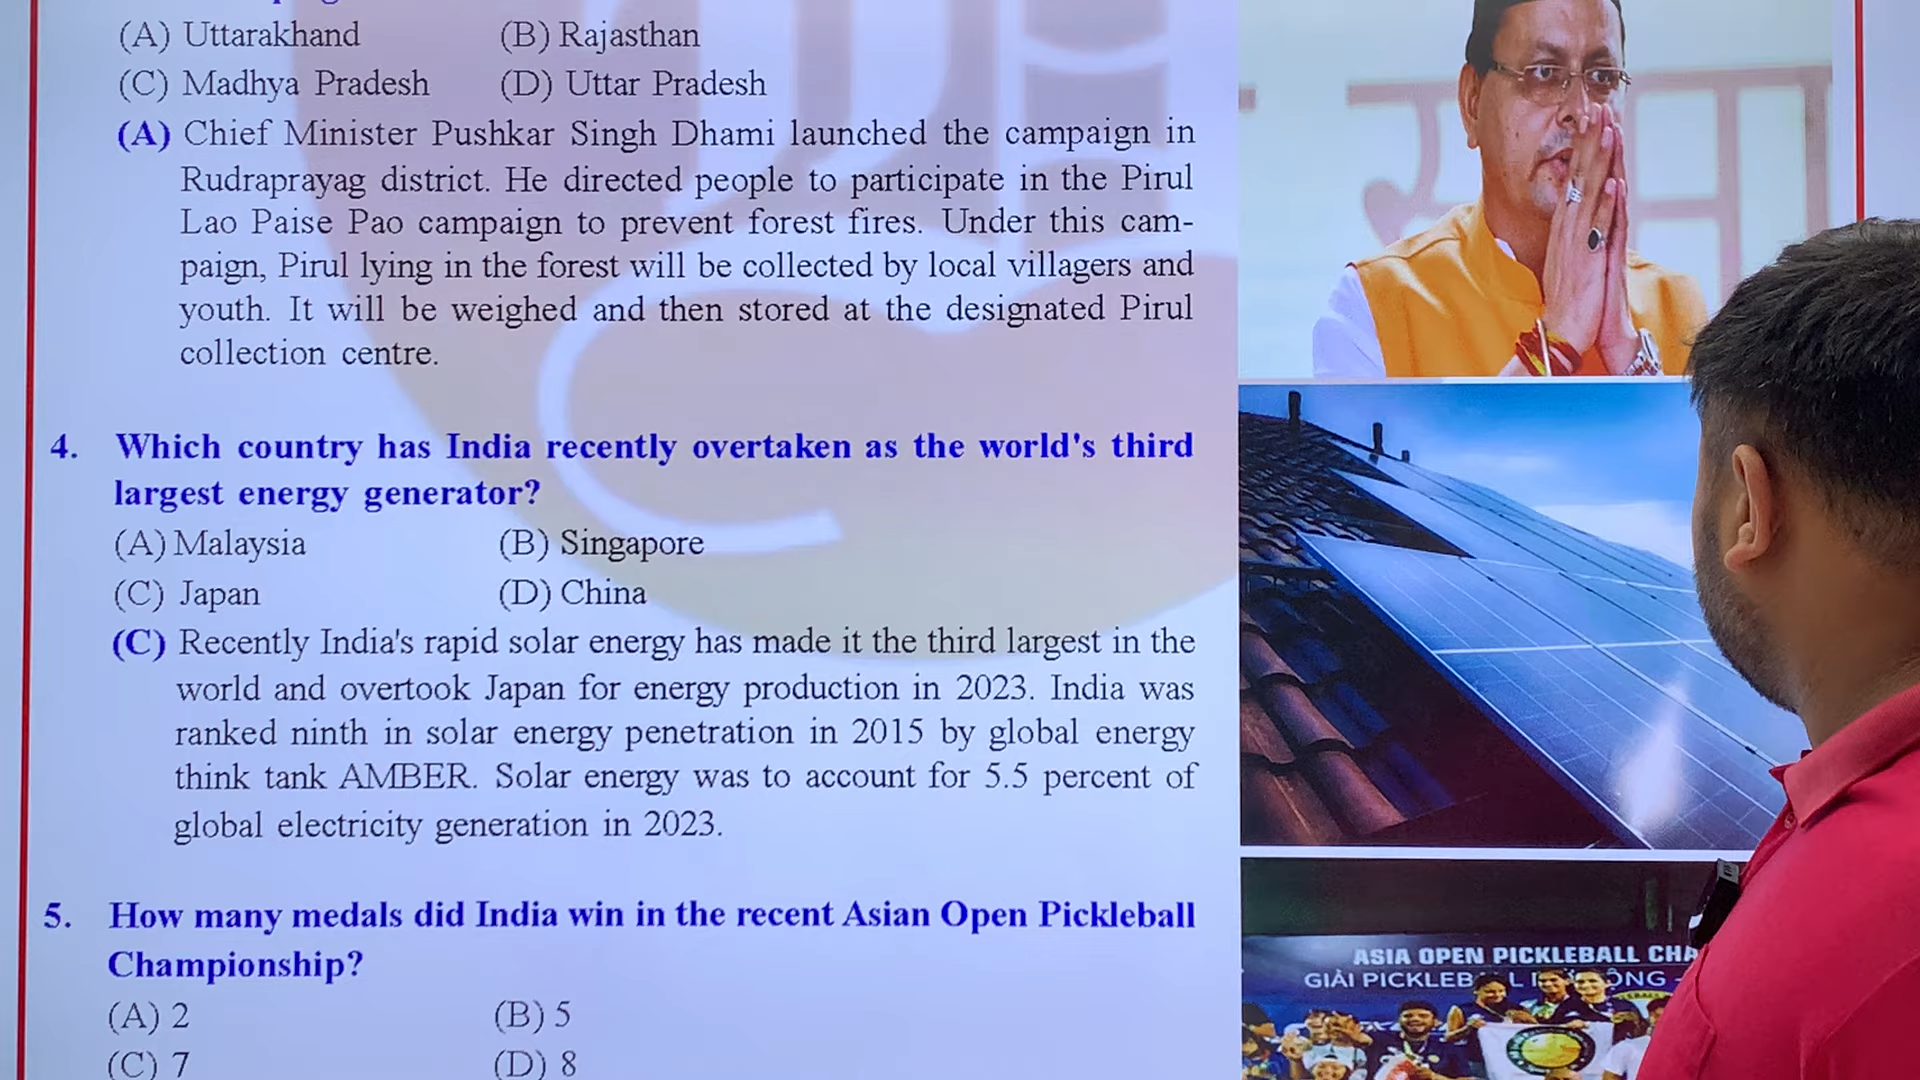 (A) Uttarakhand (B) Rajasthan
(C) Madhya Pradesh (D) Uttar Pradesh
(A) Chief Minister Pushkar Singh Dhami launched the campaign in
Rudraprayag district. He directed people to participate in the Pirul
Lao Paise Pao campaign to prevent forest fires. Under this cam-
paign, Pirul lying in the forest will be collected by local villagers and
youth. It will be weighed and then stored at the designated Pirul
collection centre.
4. Which country has India recently overtaken as the world's third
largest energy generator?
(A) Malaysia (B) Singapore
(C) Japan (D) China
(C) Recently India's rapid solar energy has made it the third largest in the
world and overtook Japan for energy production in 2023. India was
ranked ninth in solar energy penetration in 2015 by global energy
think tank AMBER. Solar energy was to account for 5.5 percent of
global electricity generation in 2023.
5. How many medals did India win in the recent Asian Open Pickleball
Championship?
(A) 2 (B) 5
(C) 7 (D) 8
ASIA OPEN PICKLEBALL CHA
GIẢI PICKLEB